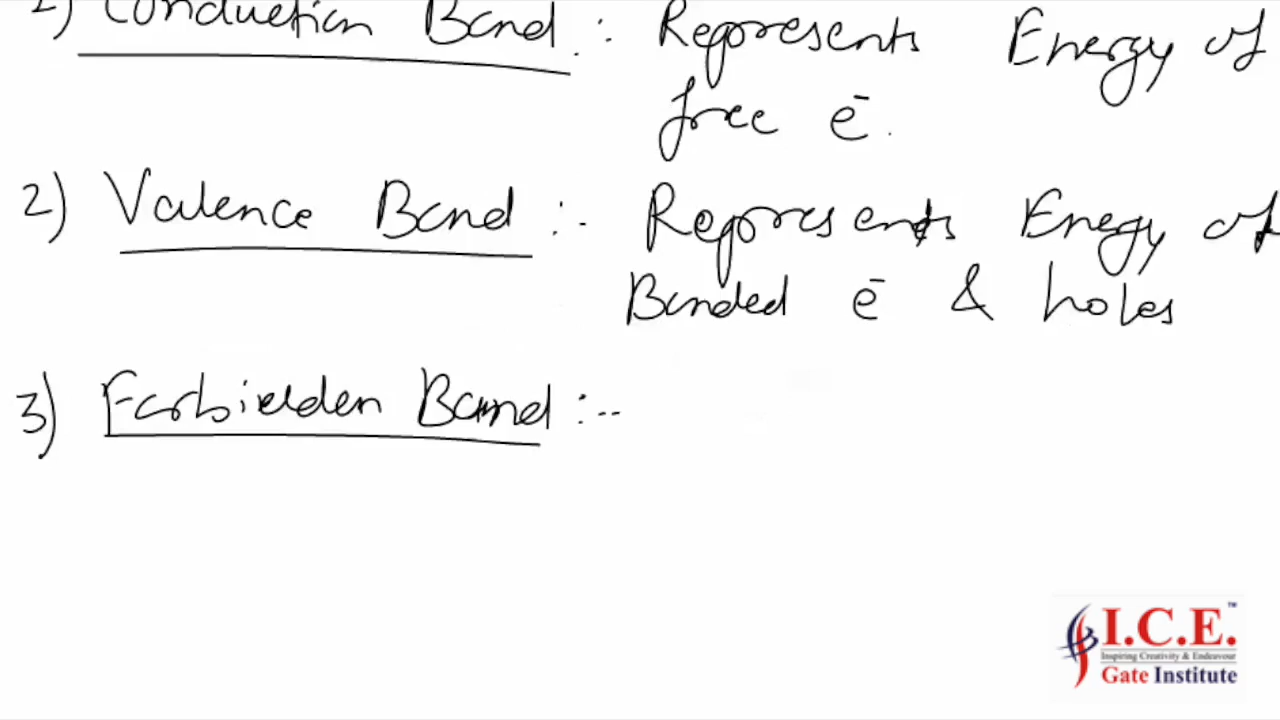 1) Conduction Band :- Represents Energy of
free e⁻.
2) Valence Band :- Represents Energy of
Bonded e⁻ & holes
3) Forbidden Band :--
I.C.E.™
Inspiring Creativity & Endeavour
Gate Institute